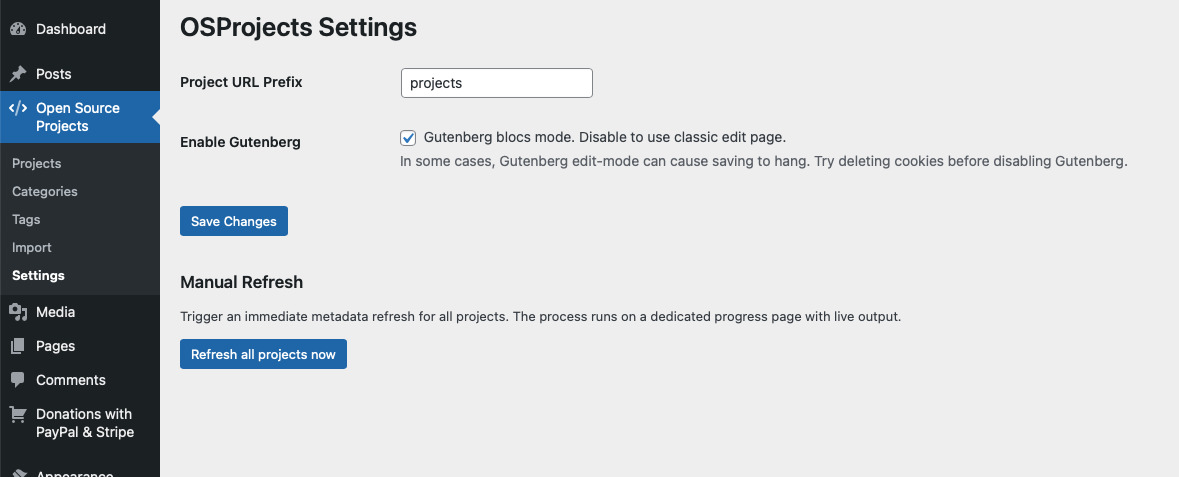 Dashboard
Posts
Open Source
Projects
Projects
Categories
Tags
Import
Settings
Media
Pages
Comments
Donations with
PayPal & Stripe
Appearance
OSProjects Settings
Project URL Prefix
projects
Enable Gutenberg
Gutenberg blocs mode. Disable to use classic edit page.
In some cases, Gutenberg edit-mode can cause saving to hang. Try deleting cookies before disabling Gutenberg.
Save Changes
Manual Refresh
Trigger an immediate metadata refresh for all projects. The process runs on a dedicated progress page with live output.
Refresh all projects now